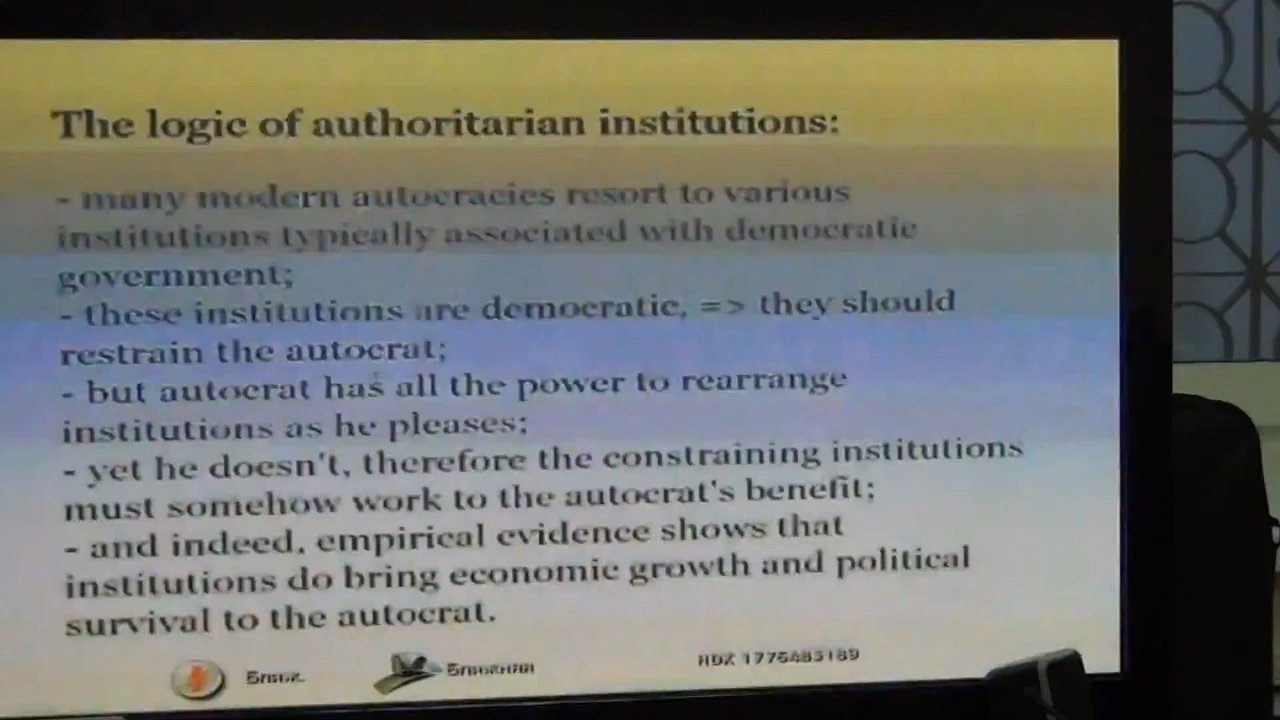 The logic of authoritarian institutions:
- many modern autocracies resort to various
institutions typically associated with democratic
government;
- these institutions are democratic, => they should
restrain the autocrat;
- but autocrat has all the power to rearrange
institutions as he pleases;
- yet he doesn't, therefore the constraining institutions
must somehow work to the autocrat's benefit;
- and indeed, empirical evidence shows that
institutions do bring economic growth and political
survival to the autocrat.
HDX